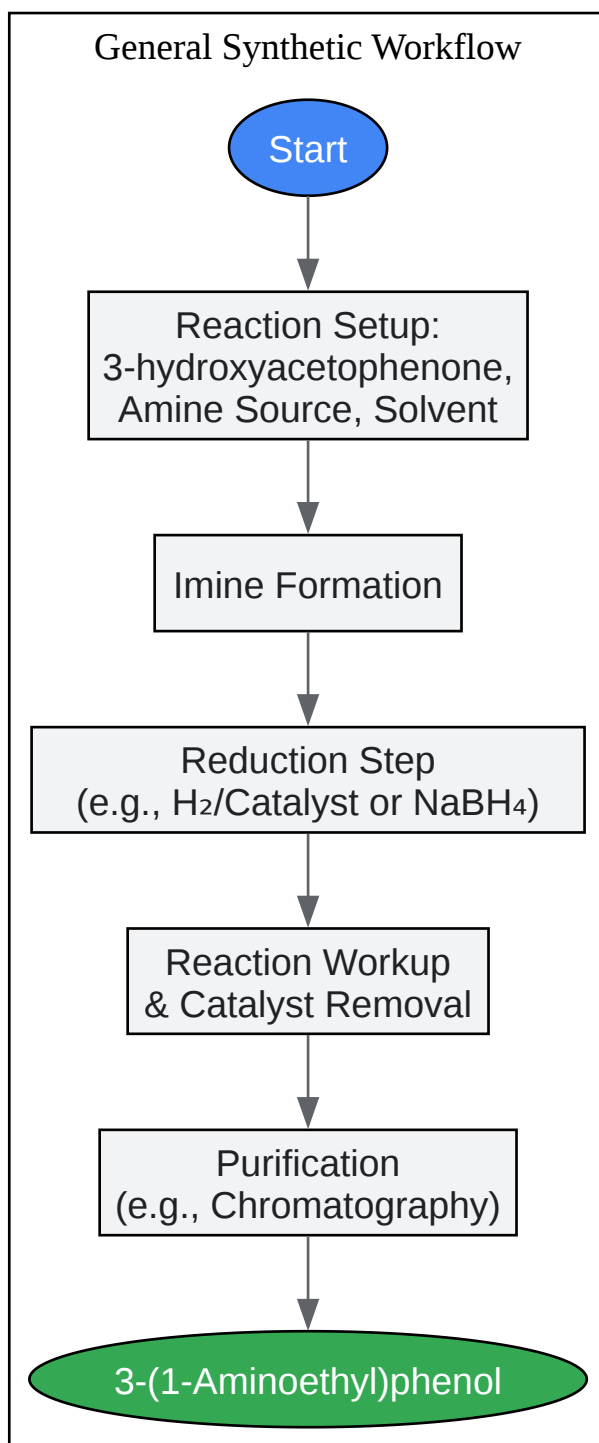 General Synthetic Workflow
Start
Reaction Setup:
3-hydroxyacetophenone,
Amine Source, Solvent
Imine Formation
Reduction Step
(e.g., H₂/Catalyst or NaBH₄)
Reaction Workup
& Catalyst Removal
Purification
(e.g., Chromatography)
3-(1-Aminoethyl)phenol